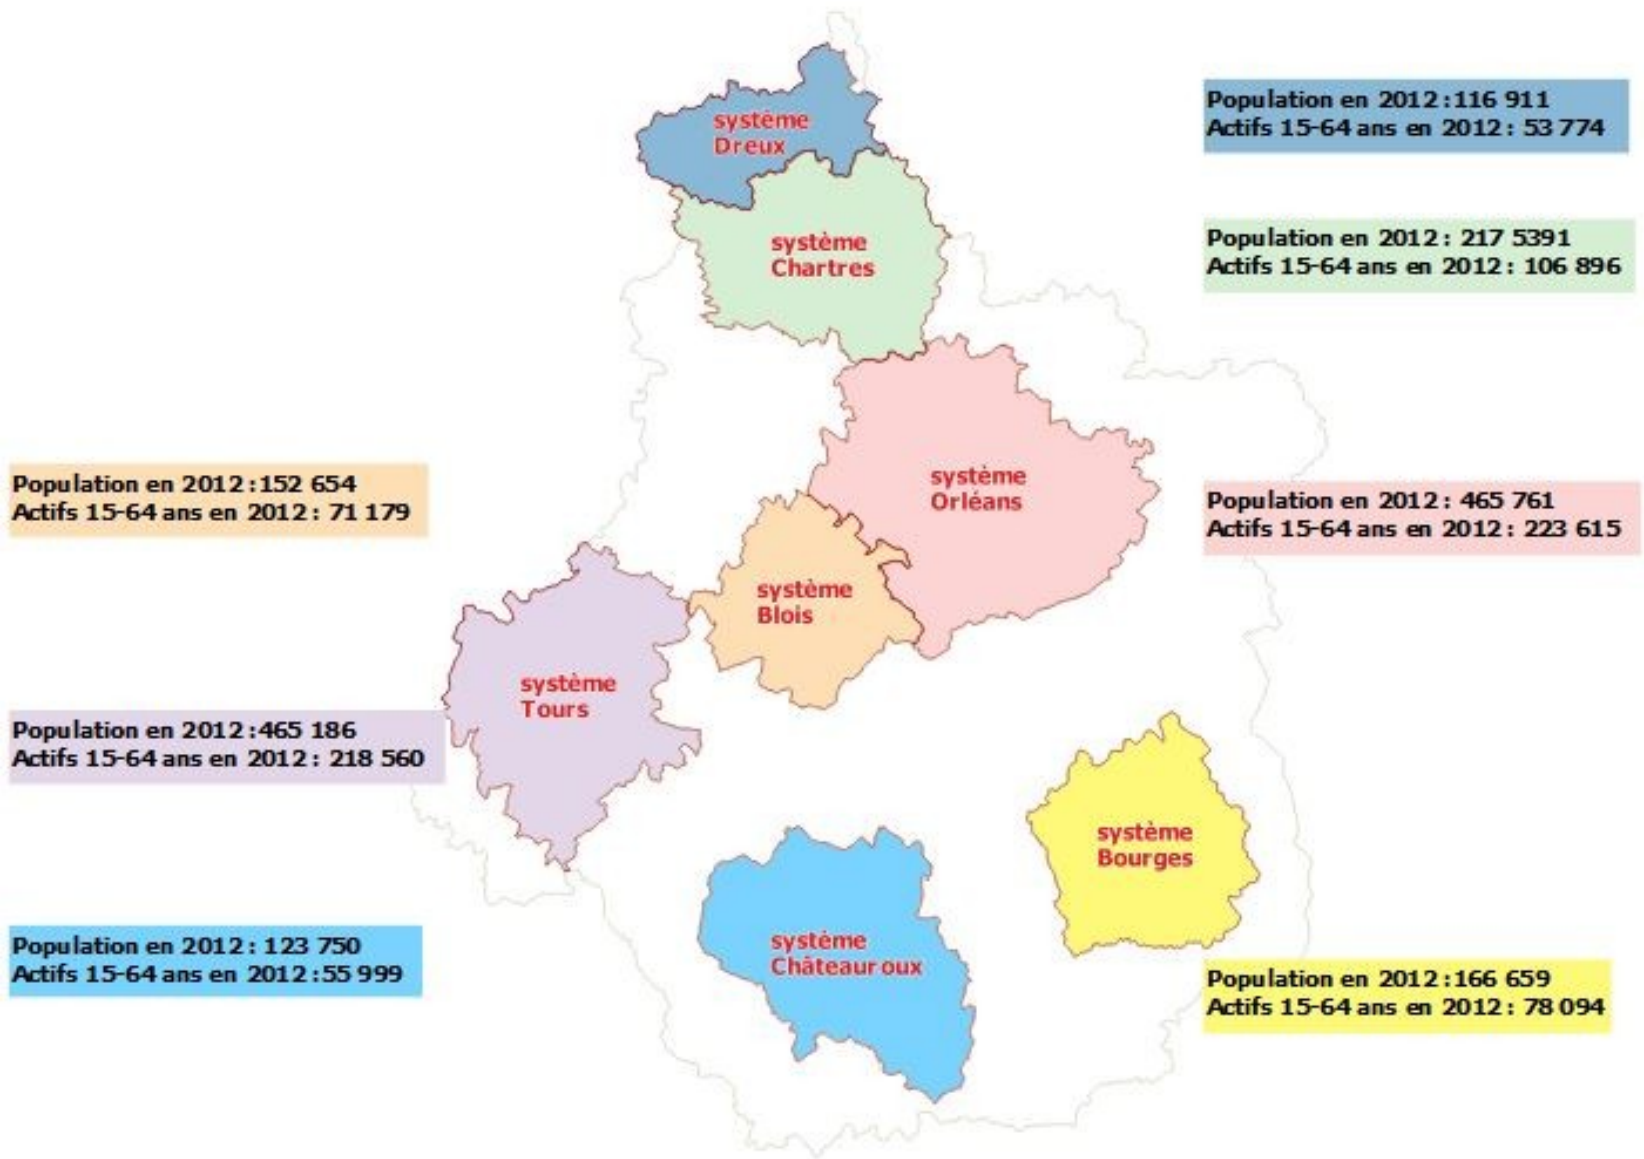 système
Dreux
Population en 2012 :116 911
Actifs 15-64 ans en 2012 : 53 774
système
Chartres
Population en 2012 : 217 5391
Actifs 15-64 ans en 2012 : 106 896
système
Orléans
Population en 2012 : 465 761
Actifs 15-64 ans en 2012 : 223 615
Population en 2012 :152 654
Actifs 15-64 ans en 2012 : 71 179
système
Blois
système
Tours
Population en 2012 :465 186
Actifs 15-64 ans en 2012 : 218 560
système
Bourges
Population en 2012 :166 659
Actifs 15-64 ans en 2012 : 78 094
système
Châteauroux
Population en 2012 : 123 750
Actifs 15-64 ans en 2012 :55 999